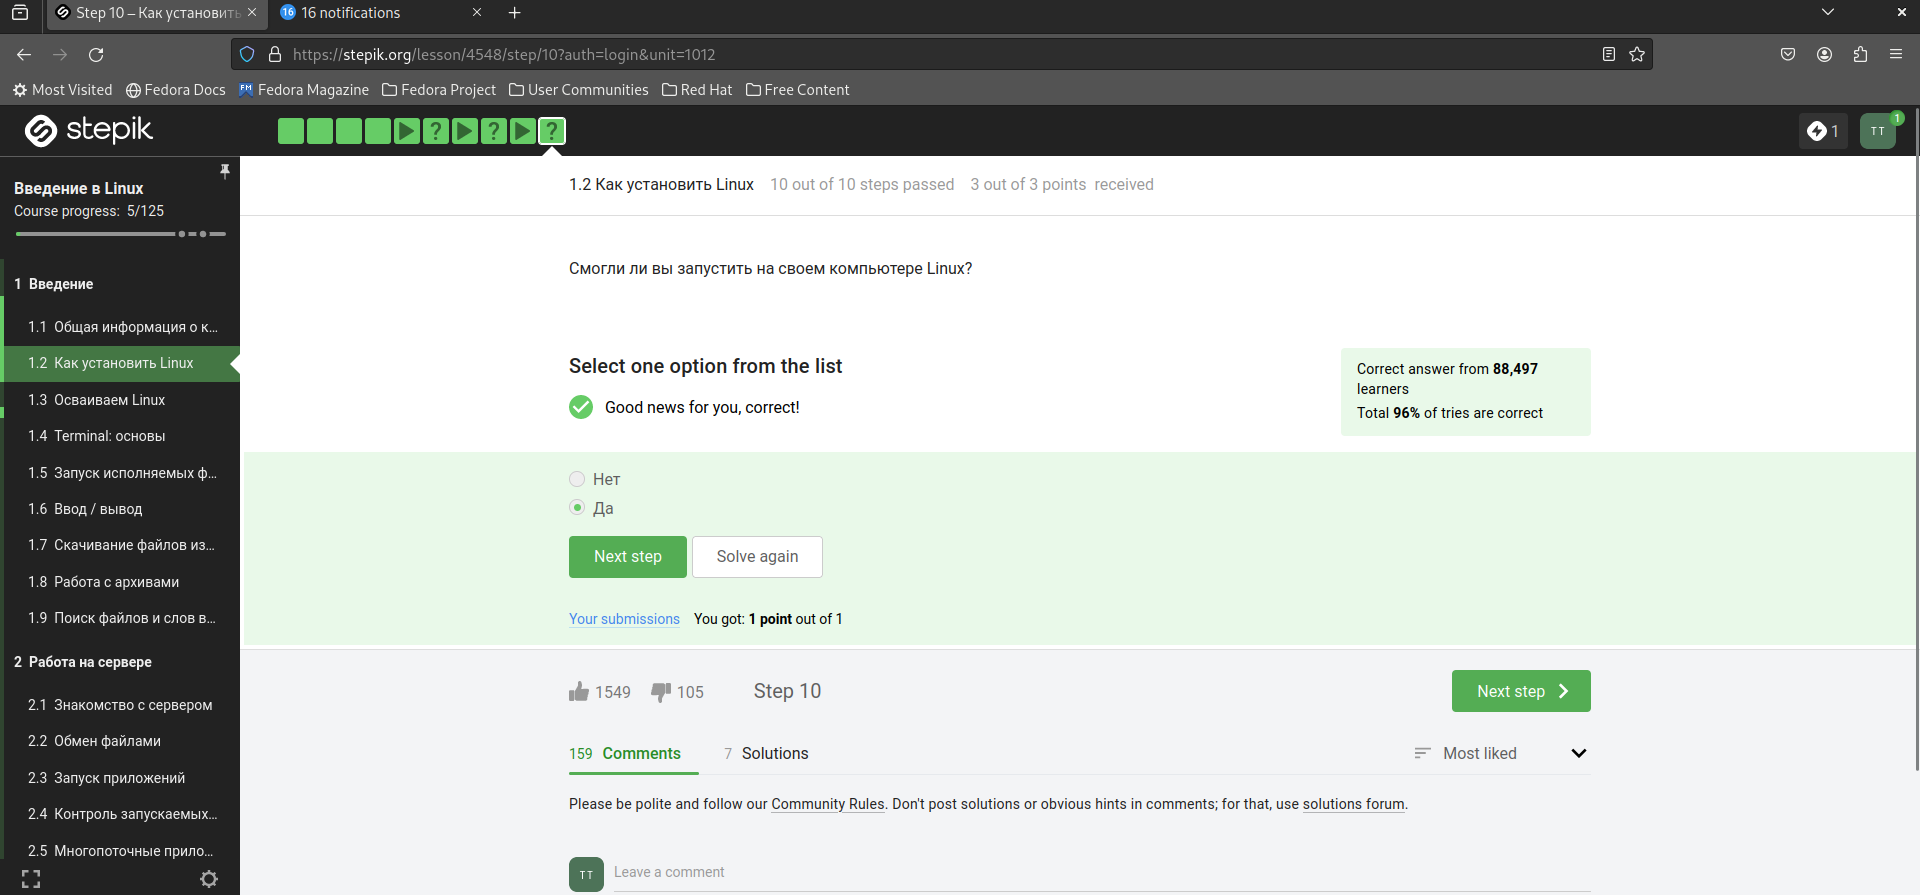 Step 10 – Как установить
16 16 notifications
https://stepik.org/lesson/4548/step/10?auth=login&unit=1012
Most Visited Fedora Docs Fedora Magazine Fedora Project User Communities Red Hat Free Content
stepik
? ? ?
1
TT 1
Введение в Linux
Course progress: 5/125
1 Введение
1.1 Общая информация о к...
1.2 Как установить Linux
1.3 Осваиваем Linux
1.4 Terminal: основы
1.5 Запуск исполняемых ф...
1.6 Ввод / вывод
1.7 Скачивание файлов из...
1.8 Работа с архивами
1.9 Поиск файлов и слов в...
2 Работа на сервере
2.1 Знакомство с сервером
2.2 Обмен файлами
2.3 Запуск приложений
2.4 Контроль запускаемых...
2.5 Многопоточные прило...
1.2 Как установить Linux 10 out of 10 steps passed 3 out of 3 points received
Смогли ли вы запустить на своем компьютере Linux?
Select one option from the list
Good news for you, correct!
Correct answer from 88,497
learners
Total 96% of tries are correct
Нет
Да
Next step Solve again
Your submissions You got: 1 point out of 1
1549 105 Step 10 Next step
159 Comments 7 Solutions Most liked
Please be polite and follow our Community Rules. Don't post solutions or obvious hints in comments; for that, use solutions forum.
TT Leave a comment